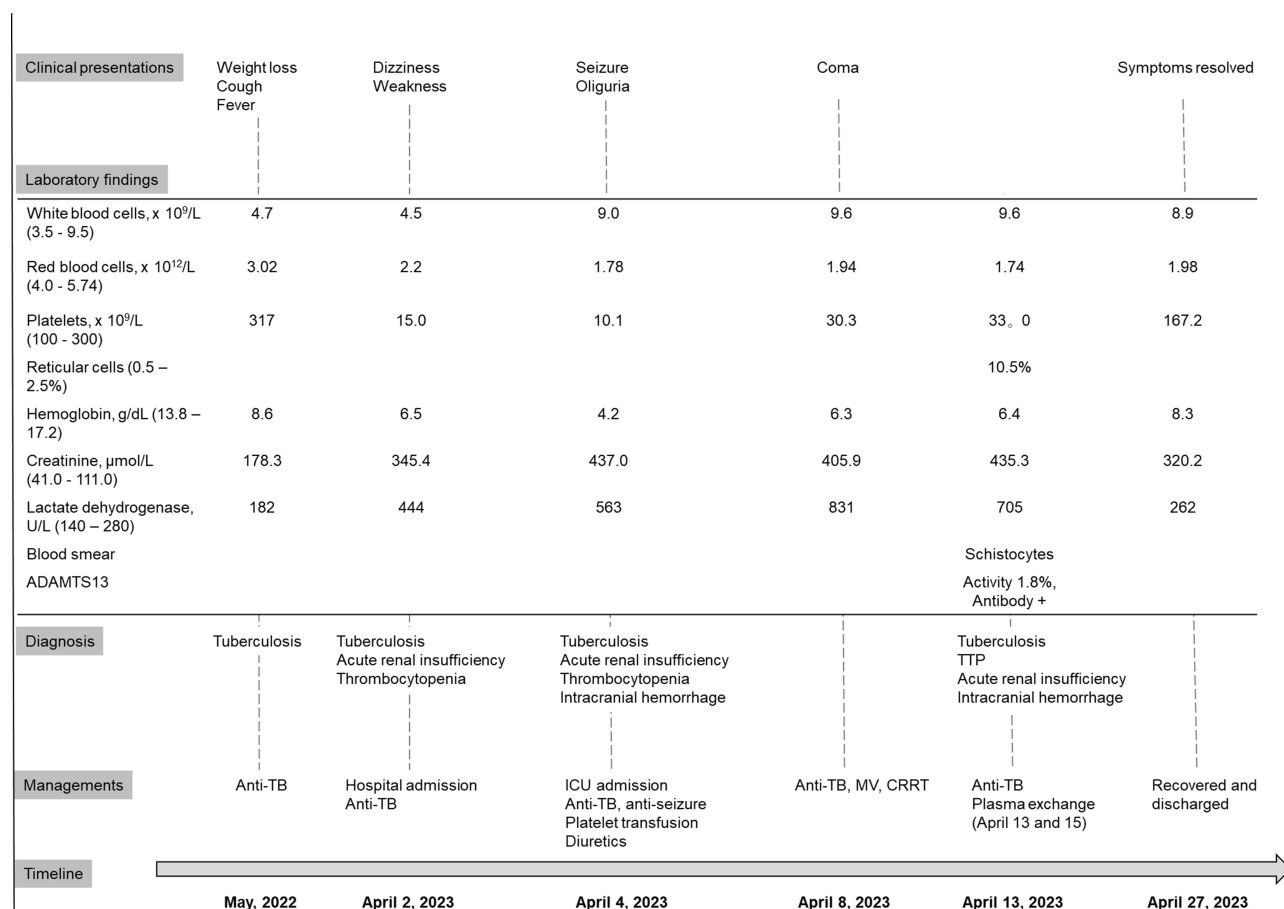 Clinical presentations
Weight loss
Cough
Fever
Dizziness
Weakness
Seizure
Oliguria
Coma
Symptoms resolved
Laboratory findings
White blood cells, x 10⁹/L 4.7 4.5 9.0 9.6 9.6 8.9
(3.5 - 9.5)
Red blood cells, x 10¹²/L 3.02 2.2 1.78 1.94 1.74 1.98
(4.0 - 5.74)
Platelets, x 10⁹/L 317 15.0 10.1 30.3 33。0 167.2
(100 - 300)
Reticular cells (0.5 – 10.5%
2.5%)
Hemoglobin, g/dL (13.8 – 8.6 6.5 4.2 6.3 6.4 8.3
17.2)
Creatinine, µmol/L 178.3 345.4 437.0 405.9 435.3 320.2
(41.0 - 111.0)
Lactate dehydrogenase, 182 444 563 831 705 262
U/L (140 – 280)
Blood smear Schistocytes
ADAMTS13 Activity 1.8%,
Antibody +
Diagnosis
Tuberculosis
Tuberculosis
Acute renal insufficiency
Thrombocytopenia
Tuberculosis
Acute renal insufficiency
Thrombocytopenia
Intracranial hemorrhage
Tuberculosis
TTP
Acute renal insufficiency
Intracranial hemorrhage
Managements
Anti-TB
Hospital admission
Anti-TB
ICU admission
Anti-TB, anti-seizure
Platelet transfusion
Diuretics
Anti-TB, MV, CRRT
Anti-TB
Plasma exchange
(April 13 and 15)
Recovered and
discharged
Timeline
May, 2022 April 2, 2023 April 4, 2023 April 8, 2023 April 13, 2023 April 27, 2023